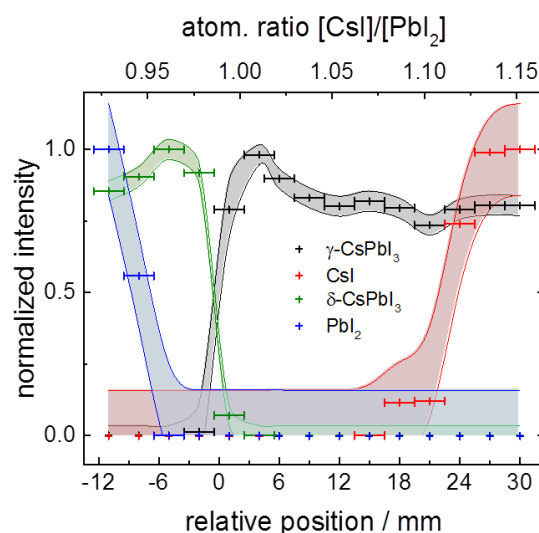 atom. ratio [CsI]/[PbI₂]
0.95 1.00 1.05 1.10 1.15
normalized intensity
1.0
0.5
0.0
γ-CsPbI₃
CsI
δ-CsPbI₃
PbI₂
-12 -6 0 6 12 18 24 30
relative position / mm